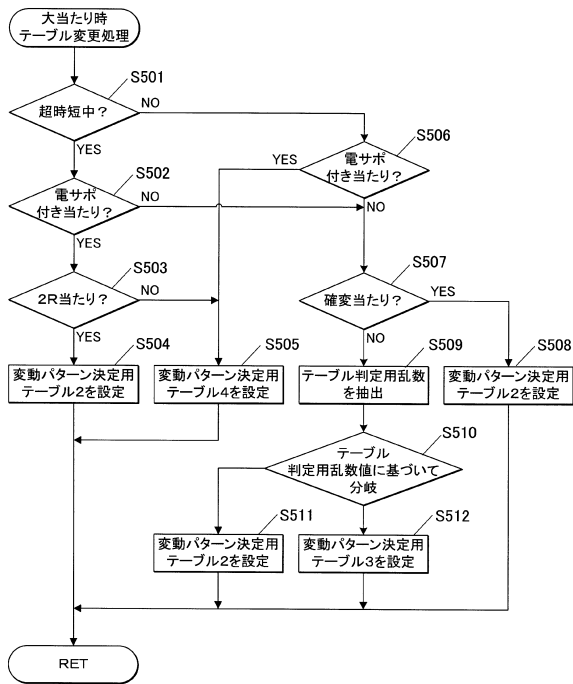 大当たり時
テーブル変更処理
S501
超時短中？
NO
YES
S502
電サポ
付き当たり？
NO
YES
S506
電サポ
付き当たり？
YES
NO
S503
2R当たり？
NO
YES
S507
確変当たり？
YES
NO
S504
変動パターン決定用
テーブル2を設定
S505
変動パターン決定用
テーブル4を設定
S509
テーブル判定用乱数
を抽出
S508
変動パターン決定用
テーブル2を設定
S510
テーブル
判定用乱数値に基づいて
分岐
S511
変動パターン決定用
テーブル2を設定
S512
変動パターン決定用
テーブル3を設定
RET